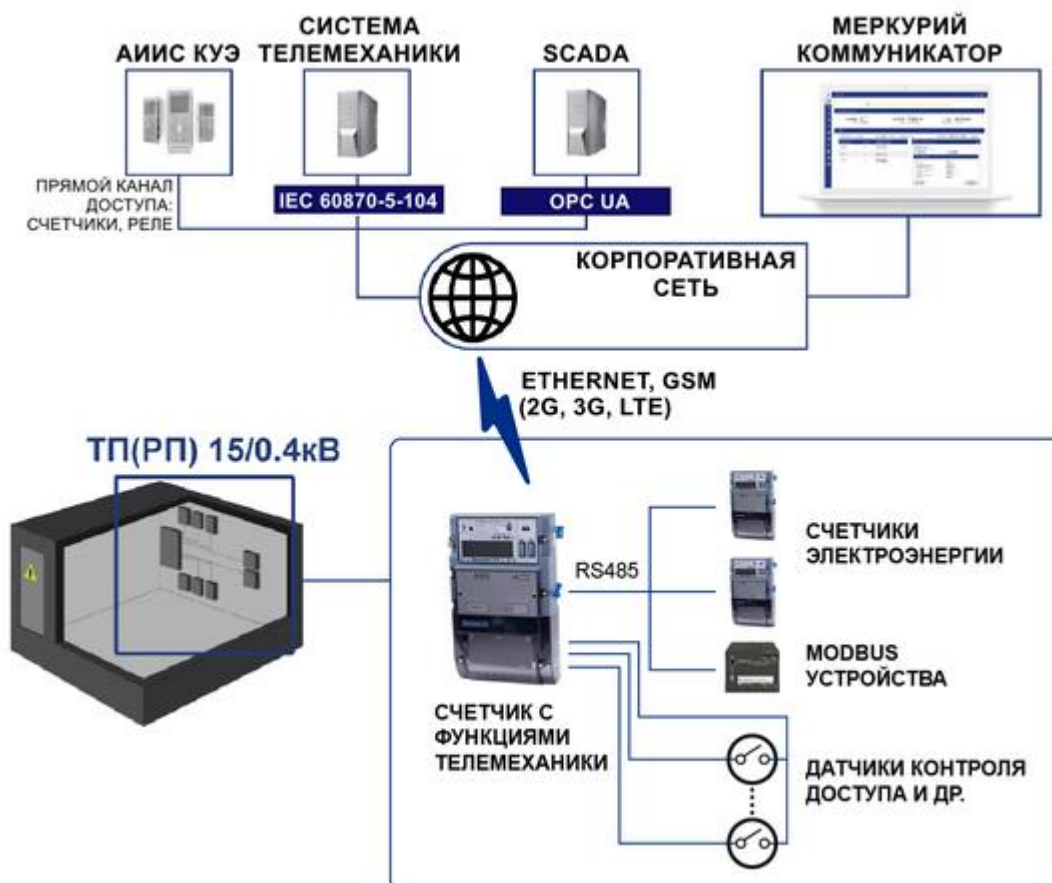 АИИС КУЭ
СИСТЕМА
ТЕЛЕМЕХАНИКИ
SCADA
МЕРКУРИЙ
КОММУНИКАТОР
ПРЯМОЙ КАНАЛ
ДОСТУПА:
СЧЕТЧИКИ, РЕЛЕ
IEC 60870-5-104
OPC UA
КОРПОРАТИВНАЯ
СЕТЬ
ETHERNET, GSM
(2G, 3G, LTE)
ТП(РП) 15/0.4кВ
RS485
СЧЕТЧИКИ
ЭЛЕКТРОЭНЕРГИИ
MODBUS
УСТРОЙСТВА
СЧЕТЧИК С
ФУНКЦИЯМИ
ТЕЛЕМЕХАНИКИ
ДАТЧИКИ КОНТРОЛЯ
ДОСТУПА И ДР.